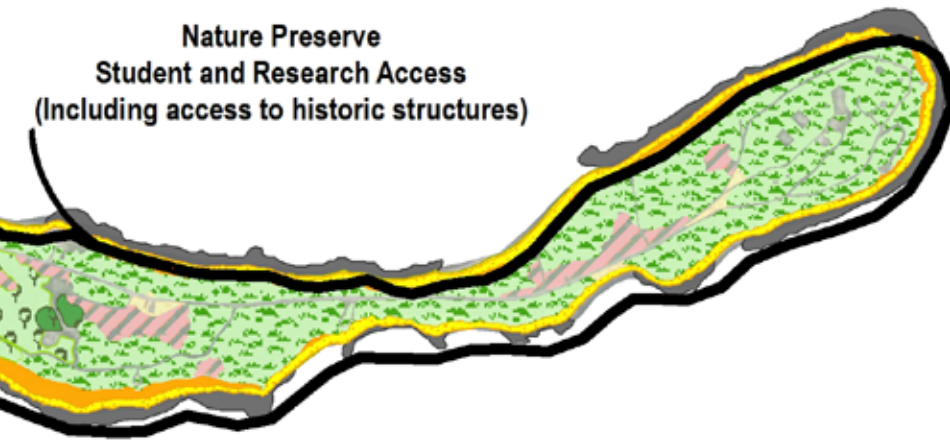 Nature Preserve
Student and Research Access
(Including access to historic structures)